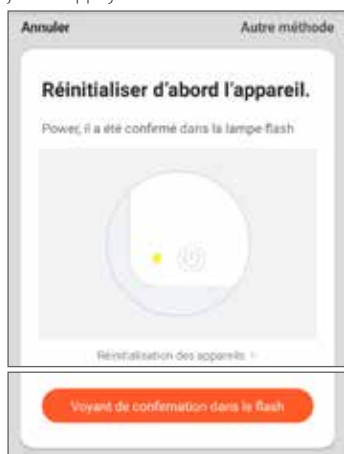 Annuler
Autre méthode
Réinitialiser d'abord l'appareil.
Power, il a été confirmé dans la lampe flash
Réinitialisation des appareils >
Voyant de confirmation dans le flash